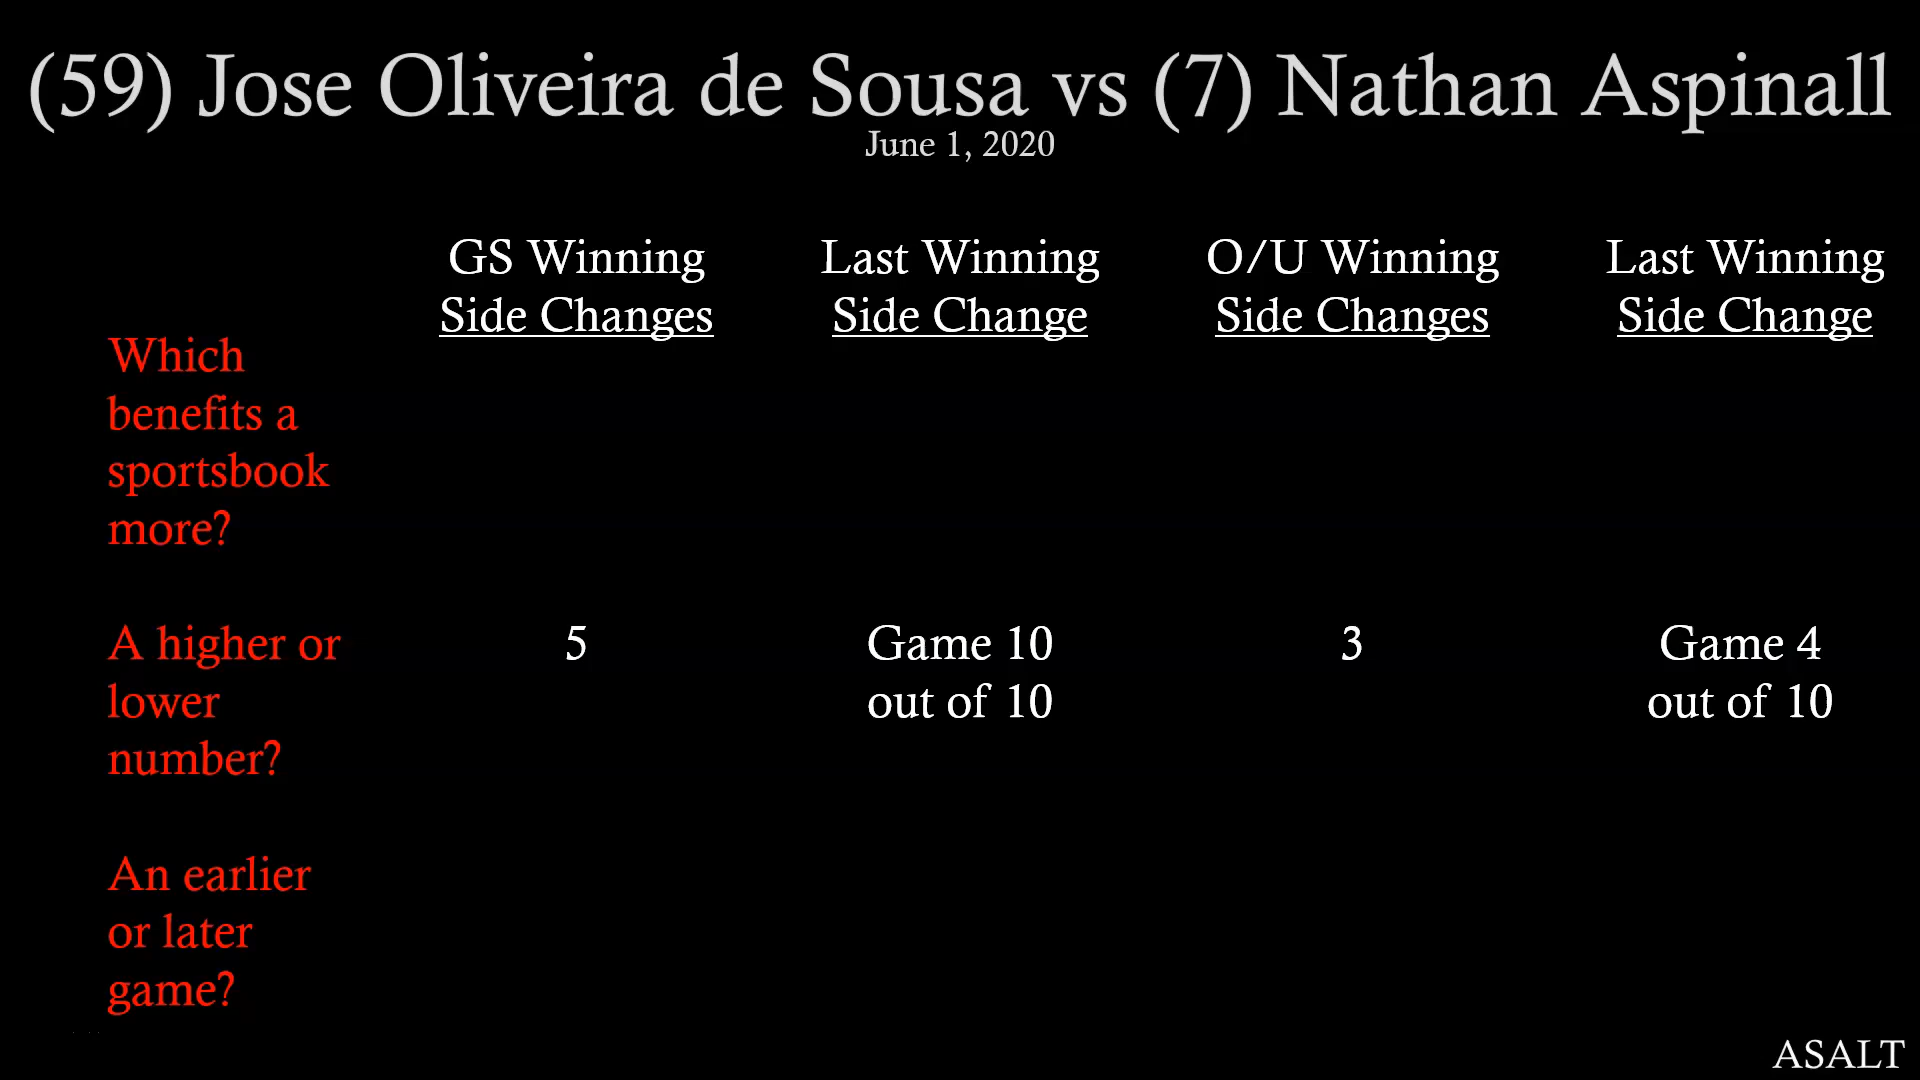 (59) Jose Oliveira de Sousa vs (7) Nathan Aspinall
June 1, 2020
GS Winning
Side Changes
Last Winning
Side Change
O/U Winning
Side Changes
Last Winning
Side Change
Which
benefits a
sportsbook
more?
A higher or
lower
number?
5
Game 10
out of 10
3
Game 4
out of 10
An earlier
or later
game?
ASALT